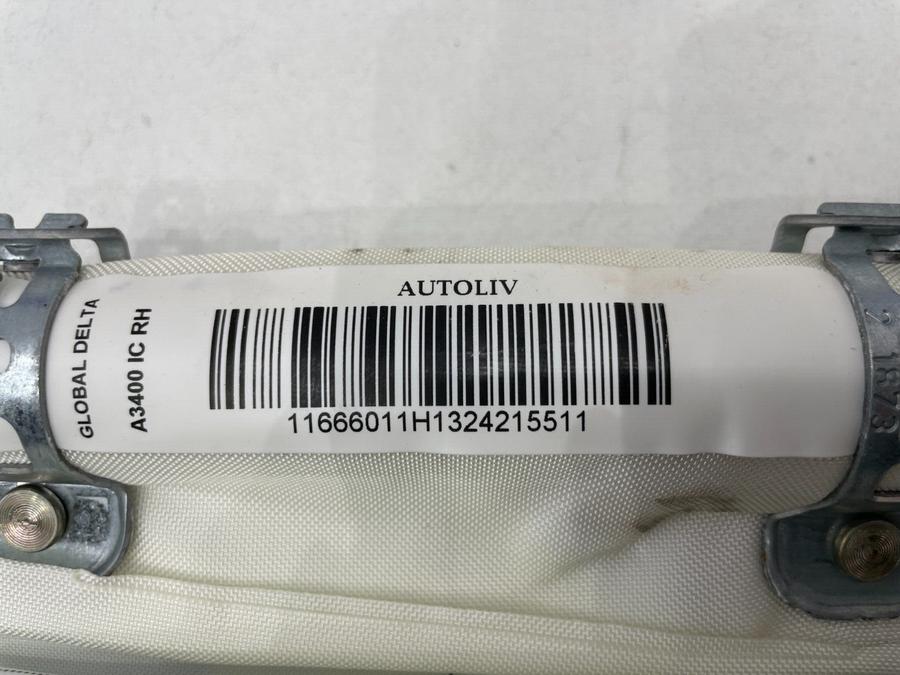 AUTOLIV
11666011H1324215511
GLOBAL DELTA
A3400 IC RH